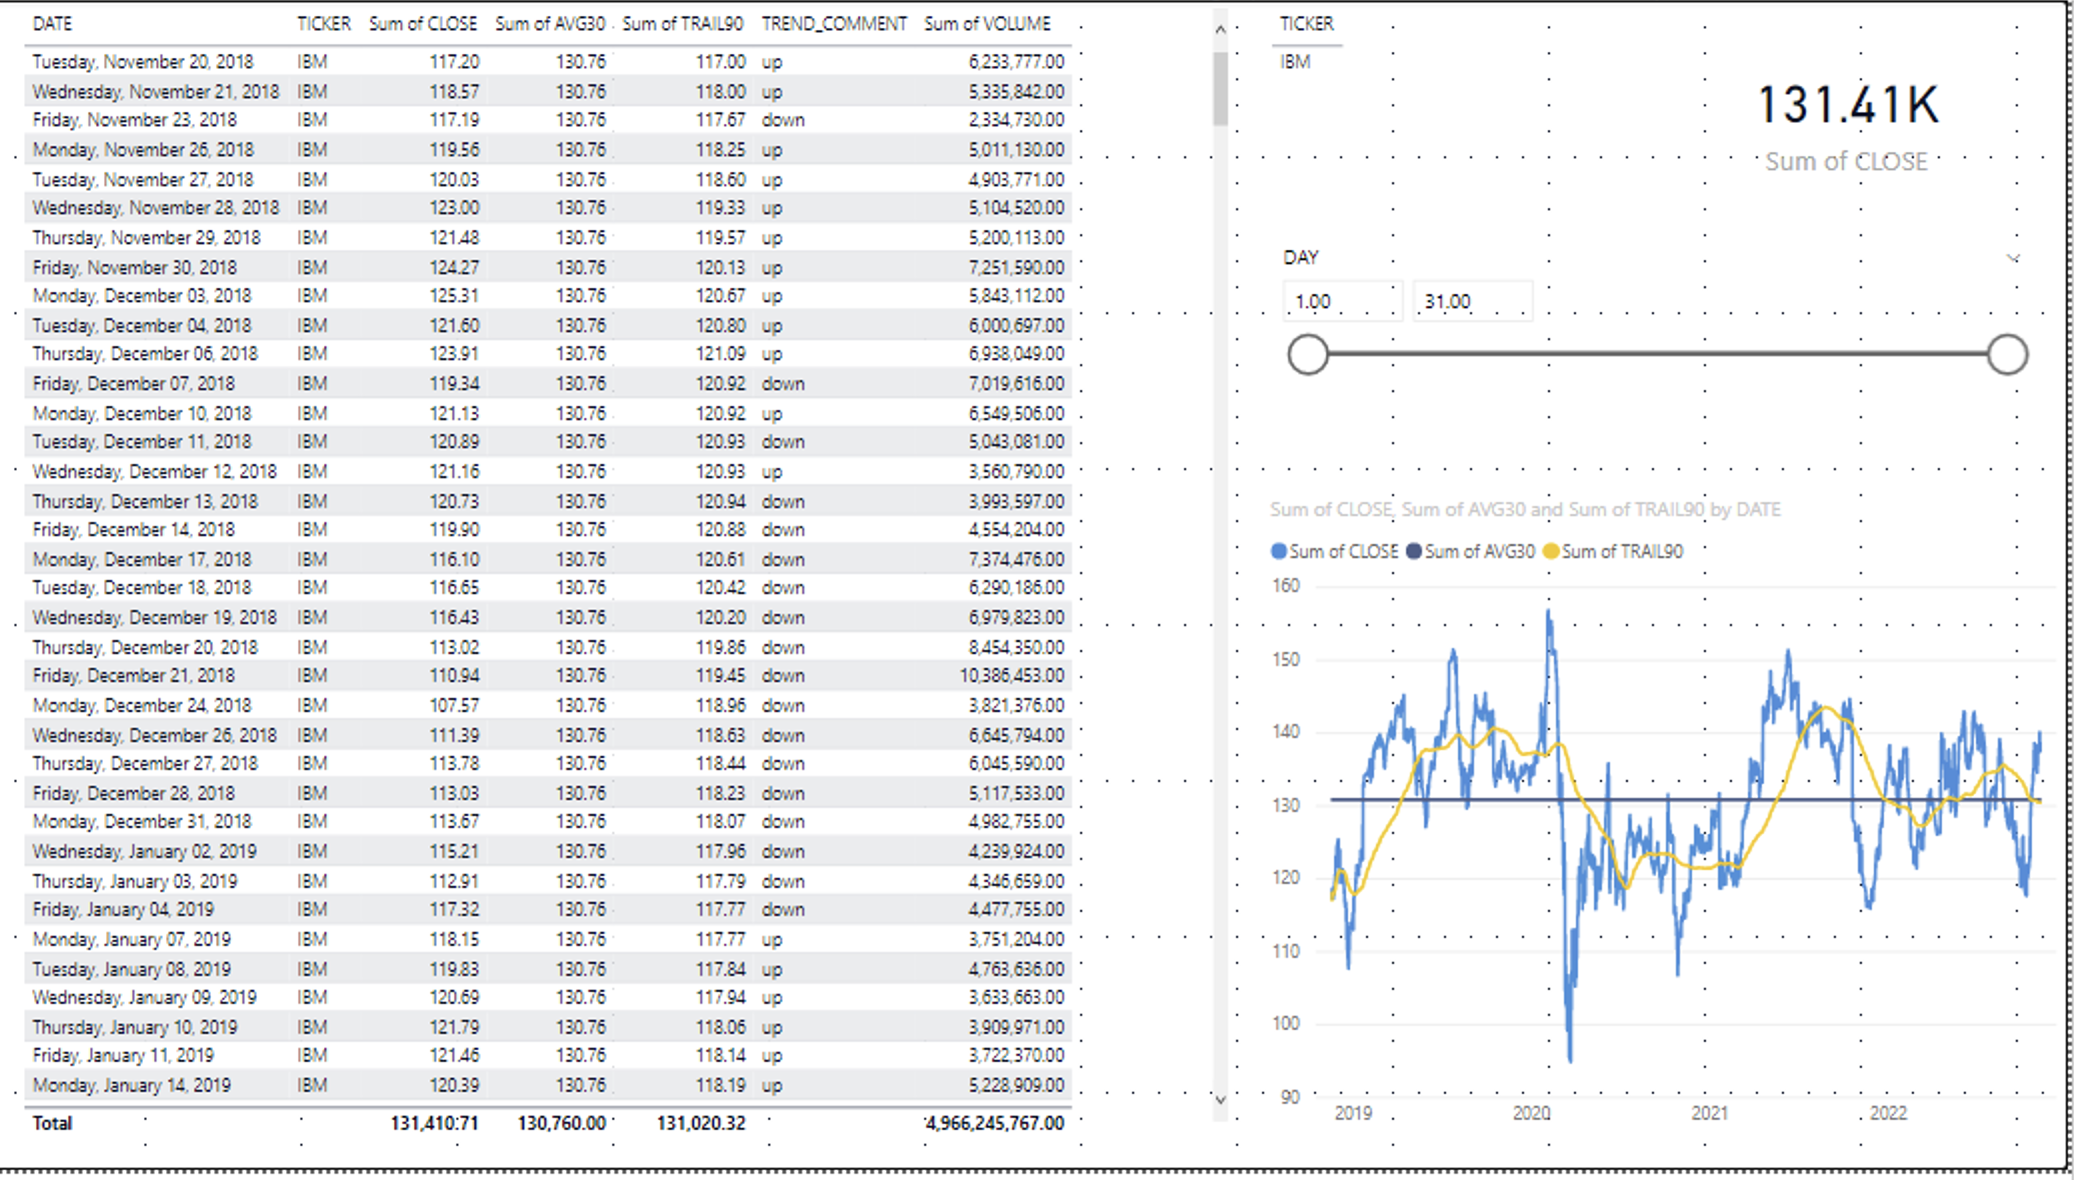 DATE TICKER Sum of CLOSE Sum of AVG30 Sum of TRAIL90 TREND_COMMENT Sum of VOLUME
Tuesday, November 20, 2018 IBM 117.20 130.76 117.00 up 6,233,777.00
Wednesday, November 21, 2018 IBM 118.57 130.76 118.00 up 5,335,842.00
Friday, November 23, 2018 IBM 117.19 130.76 117.67 down 2,334,730.00
Monday, November 26, 2018 IBM 119.56 130.76 118.25 up 5,011,130.00
Tuesday, November 27, 2018 IBM 120.03 130.76 118.60 up 4,903,771.00
Wednesday, November 28, 2018 IBM 123.00 130.76 119.33 up 5,104,520.00
Thursday, November 29, 2018 IBM 121.48 130.76 119.57 up 5,200,113.00
Friday, November 30, 2018 IBM 124.27 130.76 120.13 up 7,251,590.00
Monday, December 03, 2018 IBM 125.31 130.76 120.67 up 5,843,112.00
Tuesday, December 04, 2018 IBM 121.60 130.76 120.80 up 6,000,697.00
Thursday, December 06, 2018 IBM 123.91 130.76 121.09 up 6,938,049.00
Friday, December 07, 2018 IBM 119.34 130.76 120.92 down 7,019,616.00
Monday, December 10, 2018 IBM 121.13 130.76 120.92 up 6,549,506.00
Tuesday, December 11, 2018 IBM 120.89 130.76 120.93 down 5,043,081.00
Wednesday, December 12, 2018 IBM 121.16 130.76 120.93 up 3,560,790.00
Thursday, December 13, 2018 IBM 120.73 130.76 120.94 down 3,993,597.00
Friday, December 14, 2018 IBM 119.90 130.76 120.88 down 4,554,204.00
Monday, December 17, 2018 IBM 116.10 130.76 120.61 down 7,374,476.00
Tuesday, December 18, 2018 IBM 116.65 130.76 120.42 down 6,290,186.00
Wednesday, December 19, 2018 IBM 116.43 130.76 120.20 down 6,979,823.00
Thursday, December 20, 2018 IBM 113.02 130.76 119.86 down 8,454,350.00
Friday, December 21, 2018 IBM 110.94 130.76 119.45 down 10,386,453.00
Monday, December 24, 2018 IBM 107.57 130.76 118.96 down 3,821,376.00
Wednesday, December 26, 2018 IBM 111.39 130.76 118.63 down 6,645,794.00
Thursday, December 27, 2018 IBM 113.78 130.76 118.44 down 6,045,590.00
Friday, December 28, 2018 IBM 113.03 130.76 118.23 down 5,117,533.00
Monday, December 31, 2018 IBM 113.67 130.76 118.07 down 4,982,755.00
Wednesday, January 02, 2019 IBM 115.21 130.76 117.96 down 4,239,924.00
Thursday, January 03, 2019 IBM 112.91 130.76 117.79 down 4,346,659.00
Friday, January 04, 2019 IBM 117.32 130.76 117.77 down 4,477,755.00
Monday, January 07, 2019 IBM 118.15 130.76 117.77 up 3,751,204.00
Tuesday, January 08, 2019 IBM 119.83 130.76 117.84 up 4,763,636.00
Wednesday, January 09, 2019 IBM 120.69 130.76 117.94 up 3,633,663.00
Thursday, January 10, 2019 IBM 121.79 130.76 118.06 up 3,909,971.00
Friday, January 11, 2019 IBM 121.46 130.76 118.14 up 3,722,370.00
Monday, January 14, 2019 IBM 120.39 130.76 118.19 up 5,228,909.00
Total 131,410.71 130,760.00 131,020.32 4,966,245,767.00
TICKER
IBM
131.41K
Sum of CLOSE
DAY
1.00 31.00
Sum of CLOSE, Sum of AVG30 and Sum of TRAIL90 by DATE
Sum of CLOSE Sum of AVG30 Sum of TRAIL90
160
150
140
130
120
110
100
90
2019 2020 2021 2022